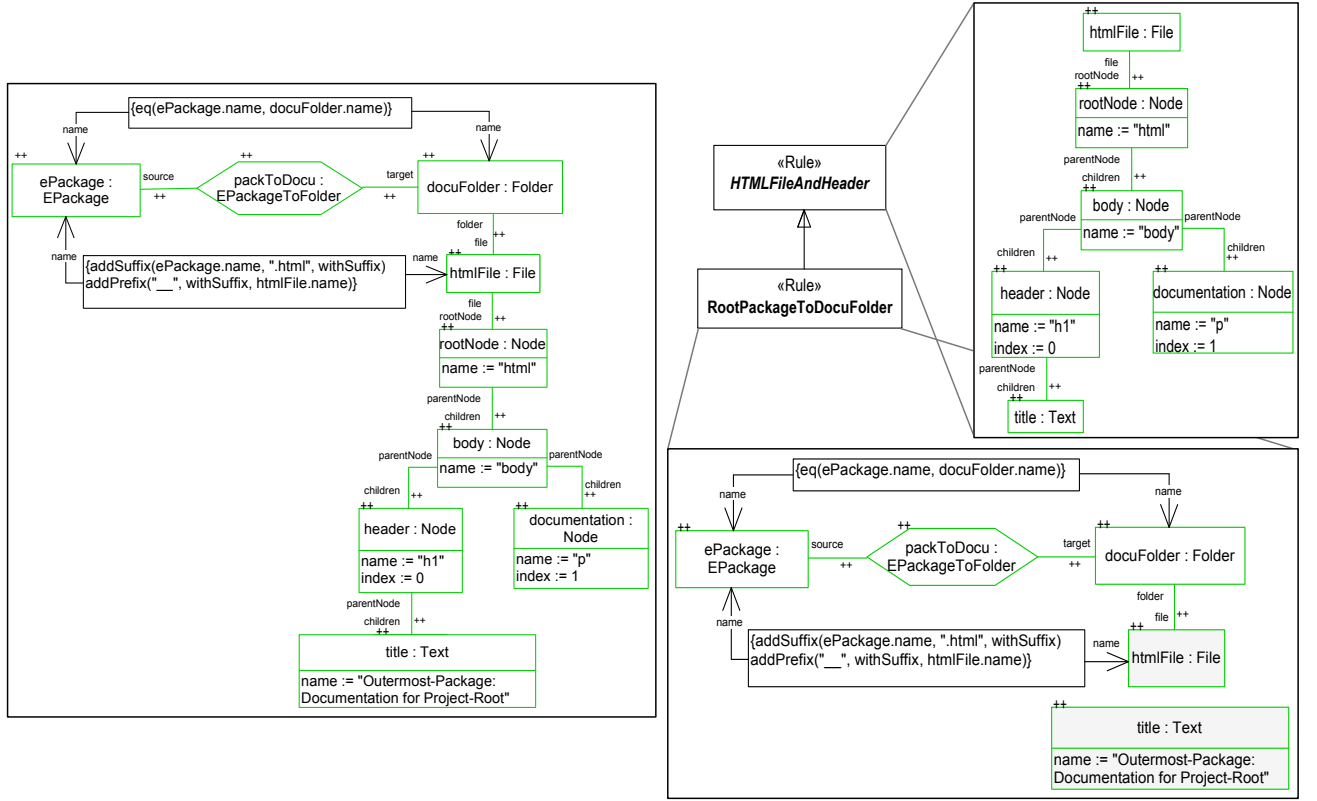 {eq(ePackage.name, docuFolder.name)}
name
name
++
++
++
ePackage :
EPackage
source
++
packToDocu :
EPackageToFolder
target
++
docuFolder : Folder
folder
++
file
++
name
{addSuffix(ePackage.name, ".html", withSuffix)
addPrefix("__", withSuffix, htmlFile.name)}
name
htmlFile : File
file
rootNode
++
++
rootNode : Node
name := "html"
parentNode
children
++
++
body : Node
name := "body"
parentNode
parentNode
children
++
++
children
++
++
header : Node
name := "h1"
index := 0
documentation :
Node
name := "p"
index := 1
parentNode
children
++
++
title : Text
name := "Outermost-Package:
Documentation for Project-Root"
«Rule»
HTMLFileAndHeader
«Rule»
RootPackageToDocuFolder
++
htmlFile : File
file
rootNode
++
++
rootNode : Node
name := "html"
parentNode
children
++
++
body : Node
name := "body"
parentNode
parentNode
children
++
++
children
++
++
header : Node
name := "h1"
index := 0
documentation : Node
name := "p"
index := 1
parentNode
children
++
++
title : Text
{eq(ePackage.name, docuFolder.name)}
name
name
++
++
++
ePackage :
EPackage
source
++
packToDocu :
EPackageToFolder
target
++
docuFolder : Folder
folder
file
++
++
name
{addSuffix(ePackage.name, ".html", withSuffix)
addPrefix("__", withSuffix, htmlFile.name)}
name
htmlFile : File
++
title : Text
name := "Outermost-Package:
Documentation for Project-Root"